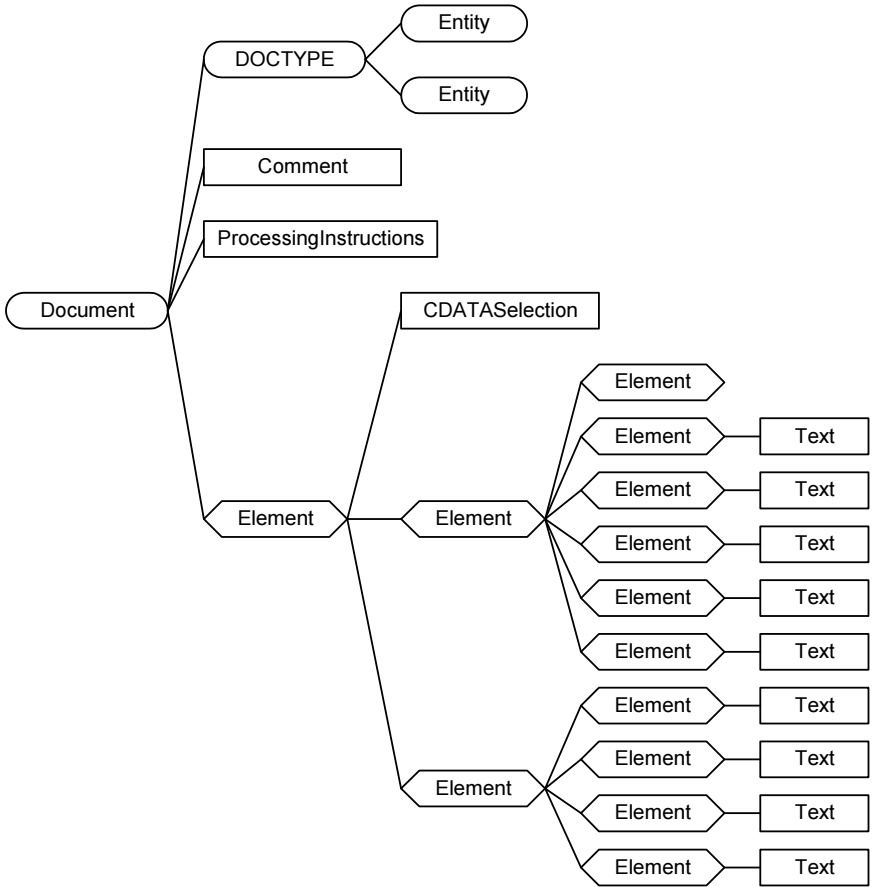 Entity
DOCTYPE
Entity
Comment
ProcessingInstructions
Document
CDATASelection
Element
Element Text
Element Text
Element Element
Element Text
Element Text
Element Text
Element Text
Element Text
Element
Element Text
Element Text